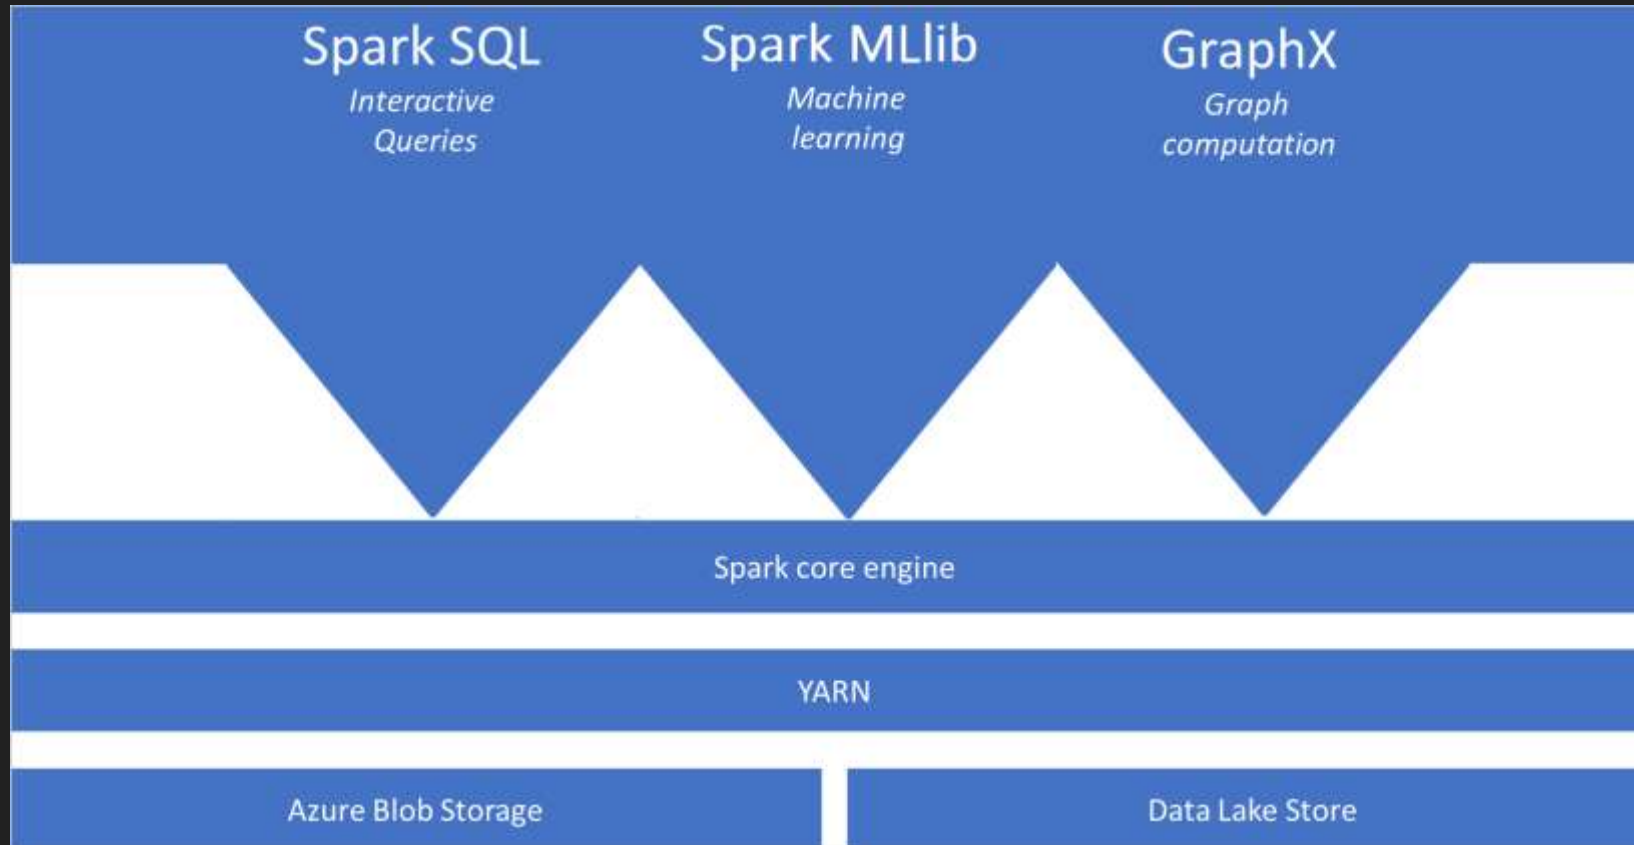 Spark SQL
Interactive
Queries
Spark MLlib
Machine
learning
GraphX
Graph
computation
Spark core engine
YARN
Azure Blob Storage
Data Lake Store